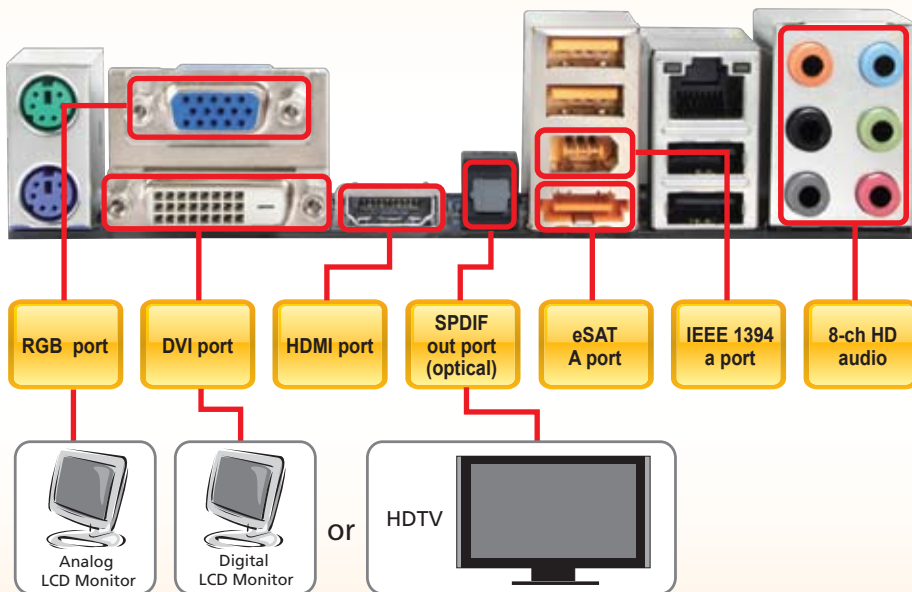 RGB port
DVI port
HDMI port
SPDIF
out port
(optical)
eSAT
A port
IEEE 1394
a port
8-ch HD
audio
Analog
LCD Monitor
Digital
LCD Monitor
or
HDTV